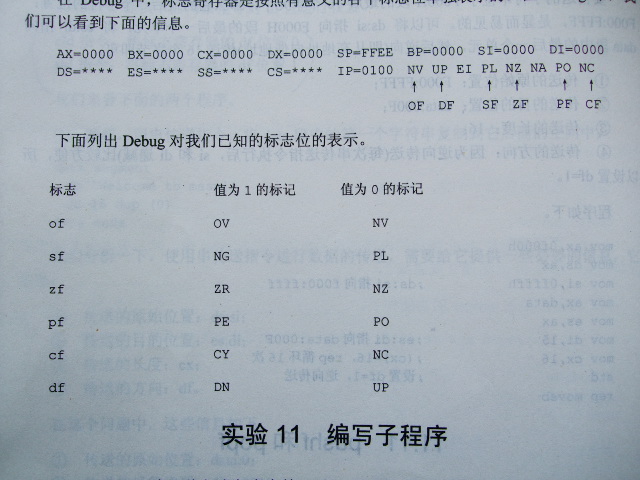 在 Debug 中，标志寄存器是按照有意义的各个标志位单独表示的
们可以看到下面的信息。
AX=0000 BX=0000 CX=0000 DX=0000 SP=FFEE BP=0000 SI=0000 DI=0000
DS=**** ES=**** SS=**** CS=**** IP=0100 NV UP EI PL NZ NA PO NC
OF DF SF ZF PF CF
下面列出 Debug 对我们已知的标志位的表示。
标志 值为 1 的标记 值为 0 的标记
of OV NV
sf NG PL
zf ZR NZ
pf PE PO
cf CY NC
df DN UP
实验 11 编写子程序